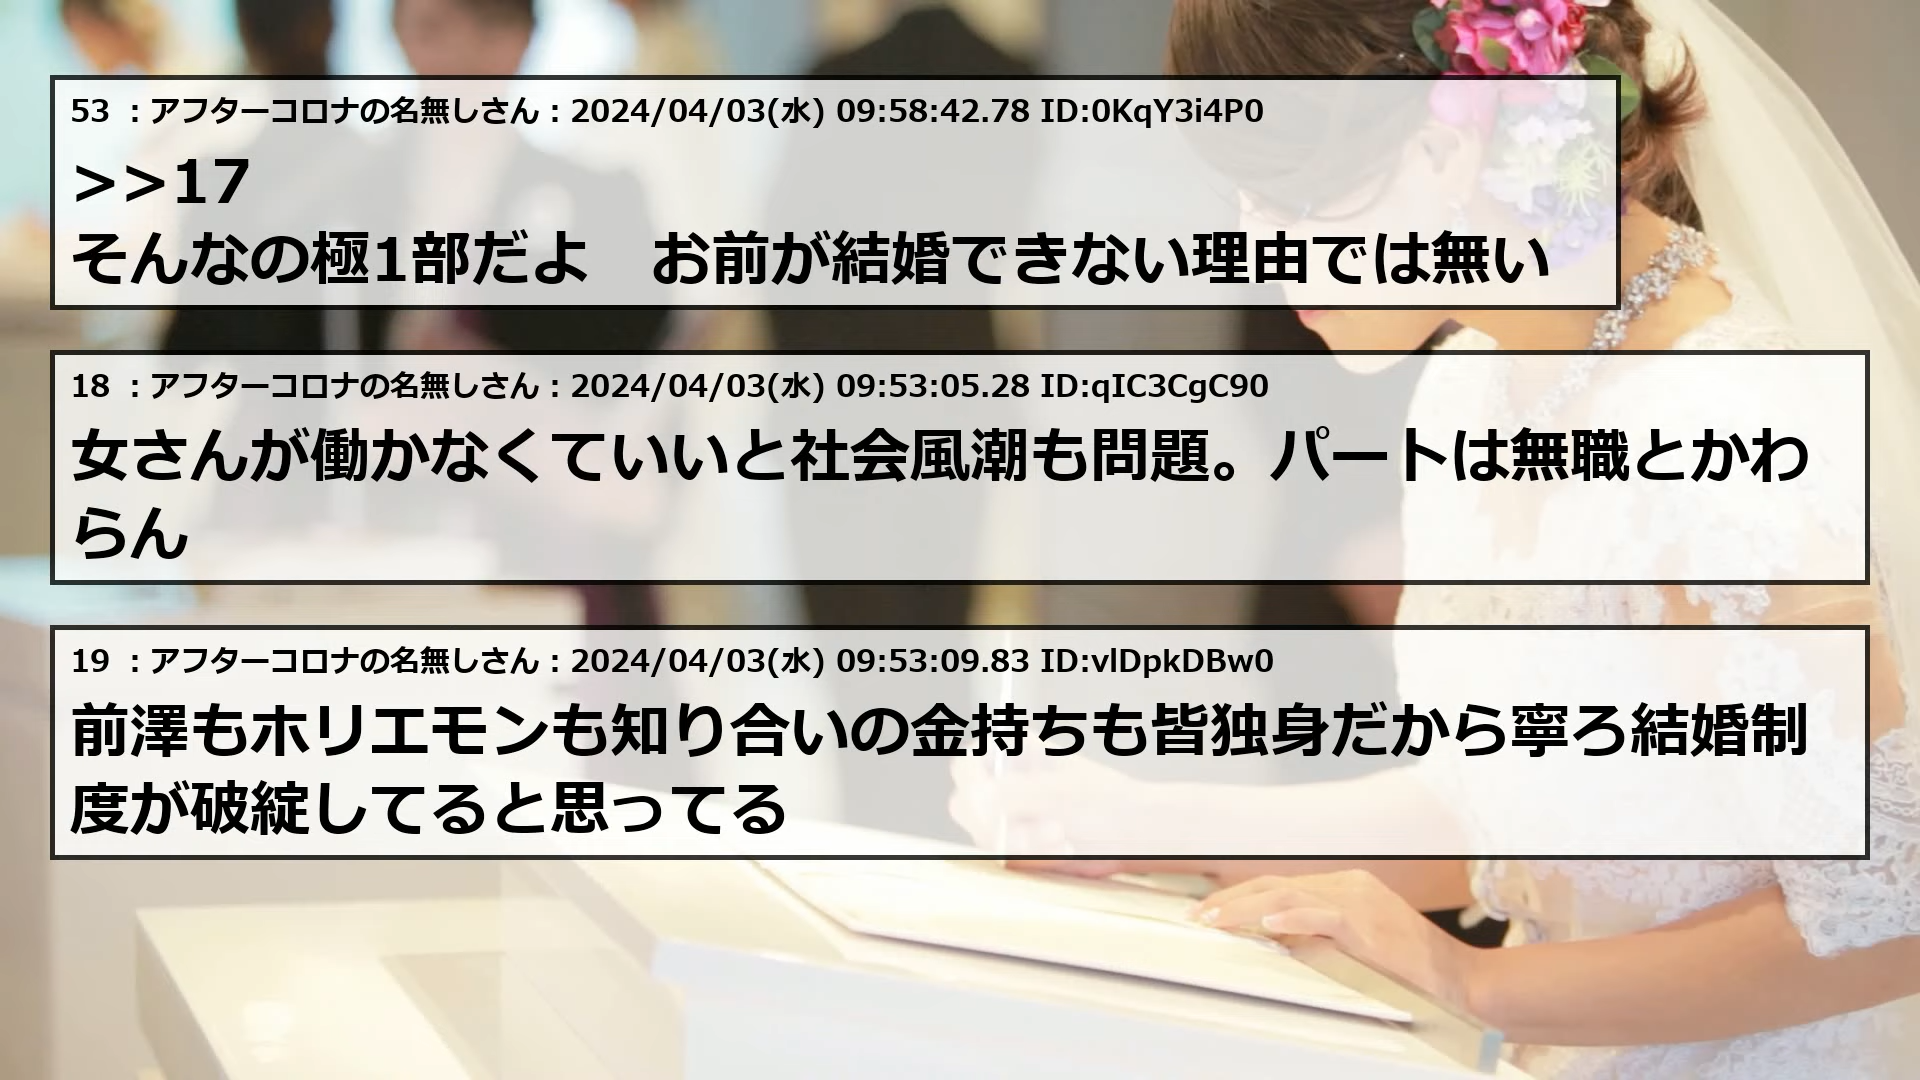 53 ：アフターコロナの名無しさん：2024/04/03(水) 09:58:42.78 ID:0KqY3i4P0
>>17
そんなの極1部だよ　お前が結婚できない理由では無い
18 ：アフターコロナの名無しさん：2024/04/03(水) 09:53:05.28 ID:qIC3CgC90
女さんが働かなくていいと社会風潮も問題。パートは無職とかわ
らん
19 ：アフターコロナの名無しさん：2024/04/03(水) 09:53:09.83 ID:vlDpkDBw0
前澤もホリエモンも知り合いの金持ちも皆独身だから寧ろ結婚制
度が破綻してると思ってる